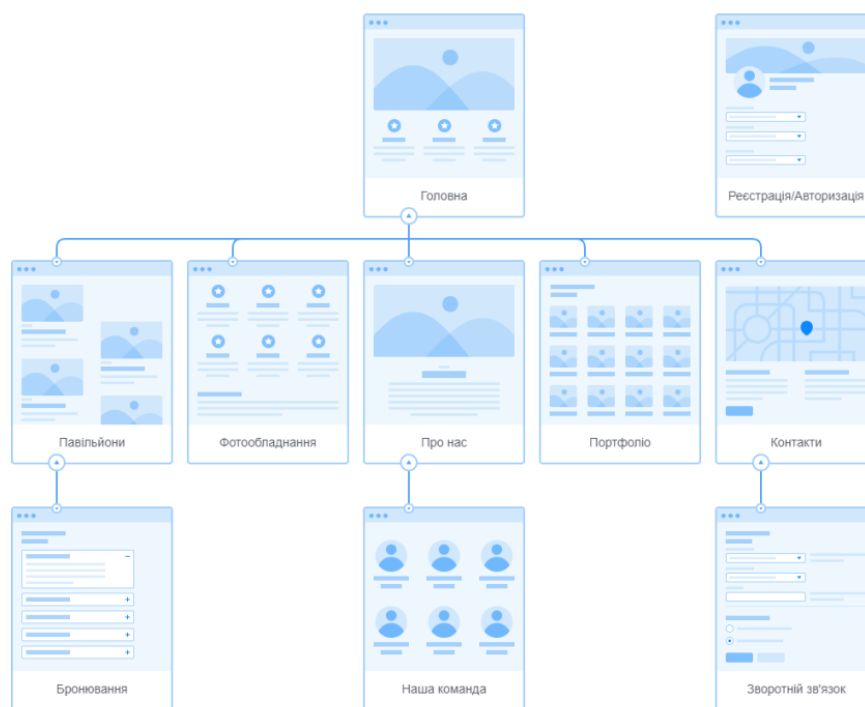 Головна
Реєстрація/Авторизація
Павільйони
Фотообладнання
Про нас
Портфоліо
Контакти
Бронювання
Наша команда
Зворотній зв'язок